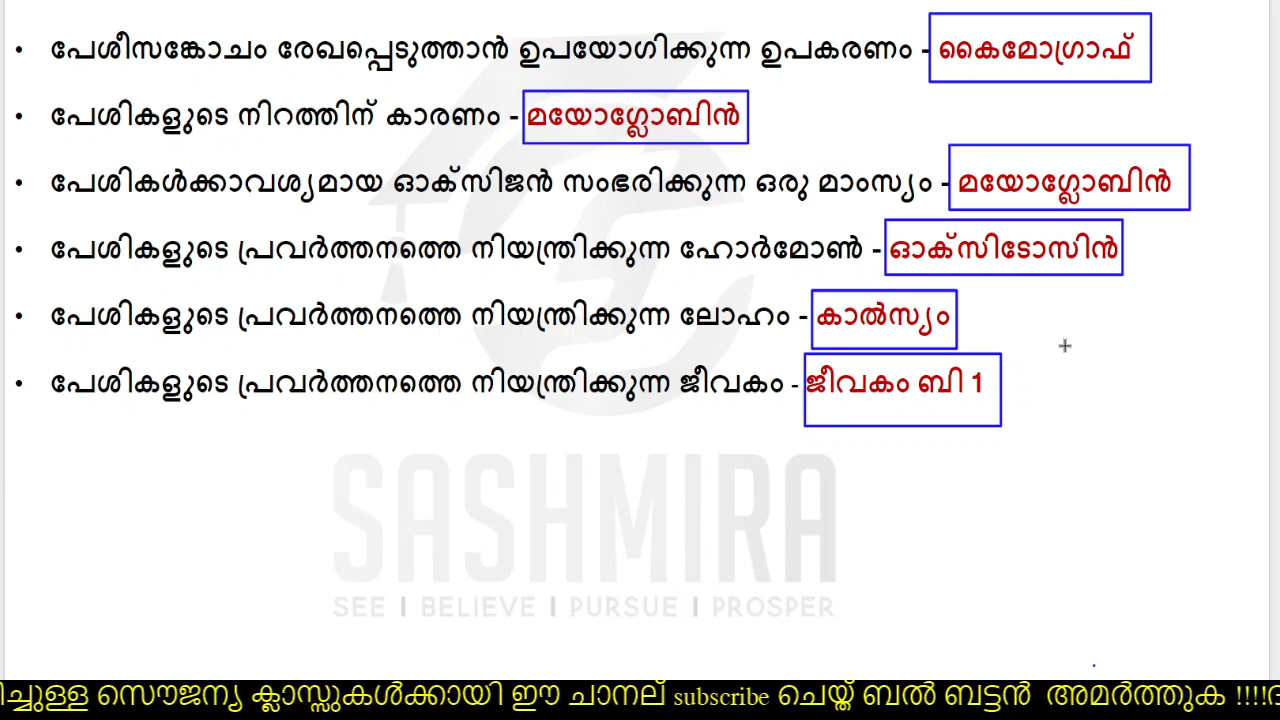 • പേശീസങ്കോചം രേഖപ്പെടുത്താൻ ഉപയോഗിക്കുന്ന ഉപകരണം - കൈമോഗ്രാഫ്
• പേശികളുടെ നിറത്തിന് കാരണം - മയോഗ്ലോബിൻ
• പേശികൾക്കാവശ്യമായ ഓക്സിജൻ സംഭരിക്കുന്ന ഒരു മാംസ്യം - മയോഗ്ലോബിൻ
• പേശികളുടെ പ്രവർത്തനത്തെ നിയന്ത്രിക്കുന്ന ഹോർമോൺ - ഓക്സിടോസിൻ
• പേശികളുടെ പ്രവർത്തനത്തെ നിയന്ത്രിക്കുന്ന ലോഹം - കാൽസ്യം
• പേശികളുടെ പ്രവർത്തനത്തെ നിയന്ത്രിക്കുന്ന ജീവകം - ജീവകം ബി 1
SASHMIRA
SEE | BELIEVE | PURSUE | PROSPER
സൌജന്യ ക്ലാസ്സുകൾക്കായി ഈ ചാനല് subscribe ചെയ്ത് ബൽ ബട്ടൻ അമർത്തുക !!!!